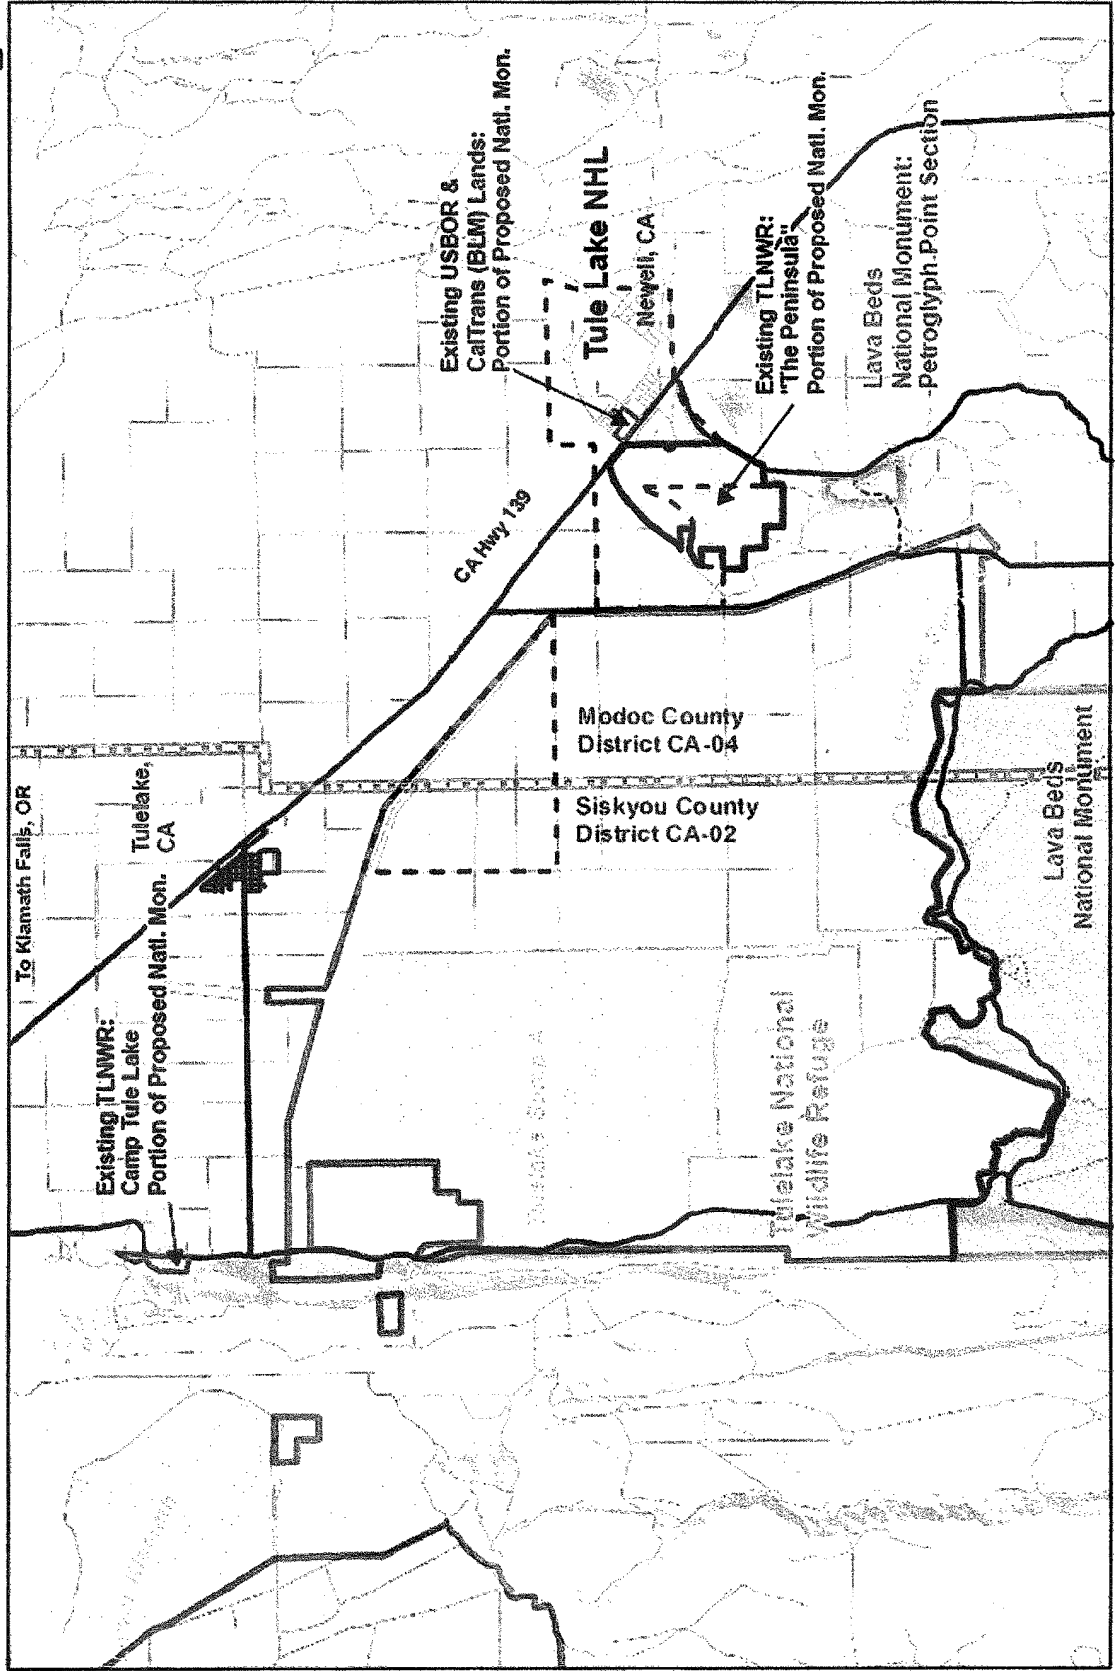 To Klamath Falls, OR
Existing TLNWR:
Camp Tule Lake
Portion of Proposed Natl. Mon.
Tulelake,
CA
Existing USBOR &
CalTrans (BLM) Lands:
Portion of Proposed Natl. Mon.
CA Hwy 139
Tule Lake NHL
Newell, CA
Modoc County
District CA-04
Siskyou County
District CA-02
Existing TLNWR:
"The Peninsula"
Portion of Proposed Natl. Mon.
Lava Beds
National Monument:
Petroglyph Point Section
Tulelake National
Wildlife Refuge
Lava Beds
National Monument